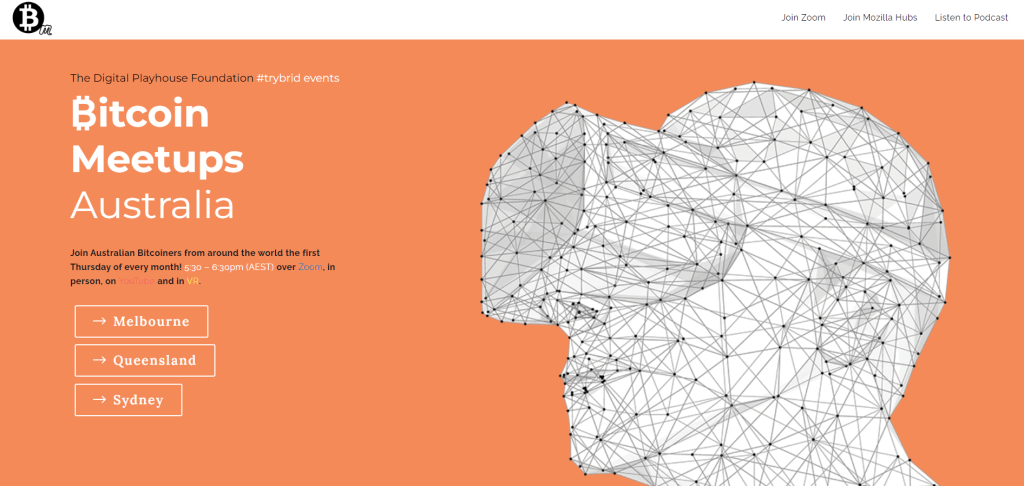 Join Zoom
Join Mozilla Hubs
Listen to Podcast
The Digital Playhouse Foundation #trybrid events
₿itcoin
Meetups
Australia
Join Australian Bitcoiners from around the world the first
Thursday of every month! 5:30 – 6:30pm (AEST) over Zoom, in
person, on YouTube and in VR.
→ Melbourne
→ Queensland
→ Sydney